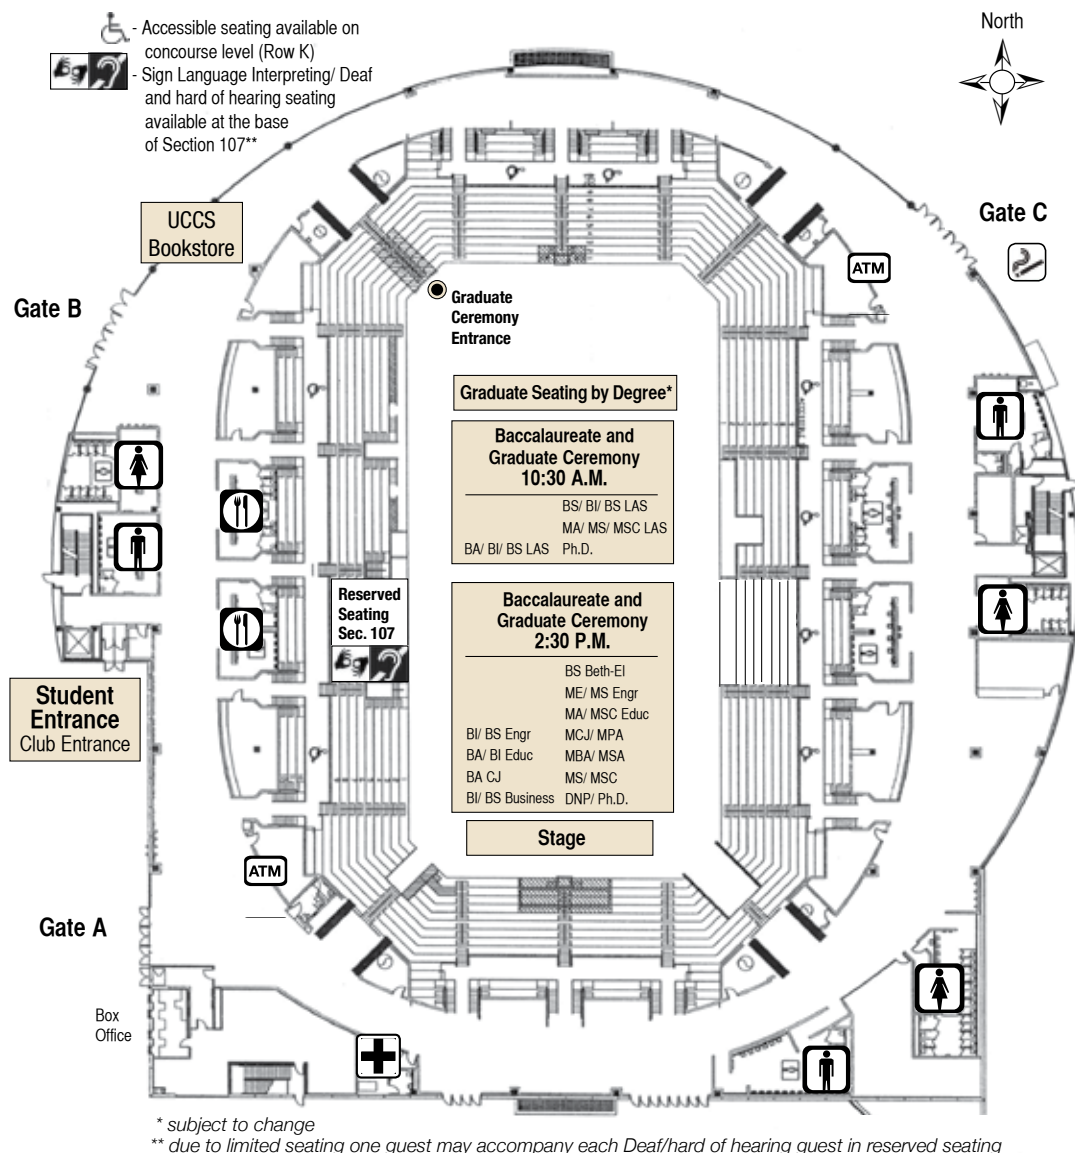 - Accessible seating available on
concourse level (Row K)
- Sign Language Interpreting/ Deaf
and hard of hearing seating
available at the base
of Section 107**
North
UCCS
Bookstore
Gate C
ATM
Gate B
Graduate
Ceremony
Entrance
Graduate Seating by Degree*
Baccalaureate and
Graduate Ceremony
10:30 A.M.
BS/ BI/ BS LAS
MA/ MS/ MSC LAS
BA/ BI/ BS LAS Ph.D.
Reserved
Seating
Sec. 107
Baccalaureate and
Graduate Ceremony
2:30 P.M.
BS Beth-El
ME/ MS Engr
MA/ MSC Educ
BI/ BS Engr MCJ/ MPA
BA/ BI Educ MBA/ MSA
BA CJ MS/ MSC
BI/ BS Business DNP/ Ph.D.
Student
Entrance
Club Entrance
Stage
ATM
Gate A
Box
Office
* subject to change
** due to limited seating one guest may accompany each Deaf/hard of hearing guest in reserved seating